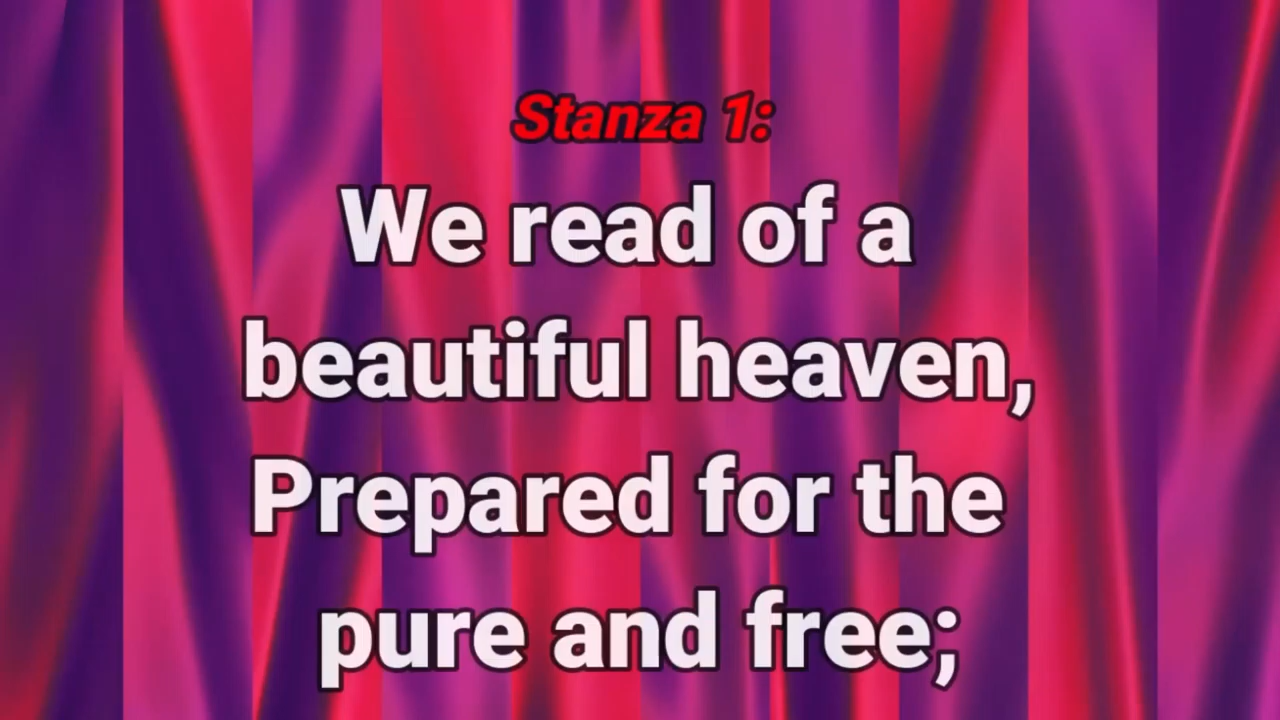 Stanza 1:
We read of a
beautiful heaven,
Prepared for the
pure and free;